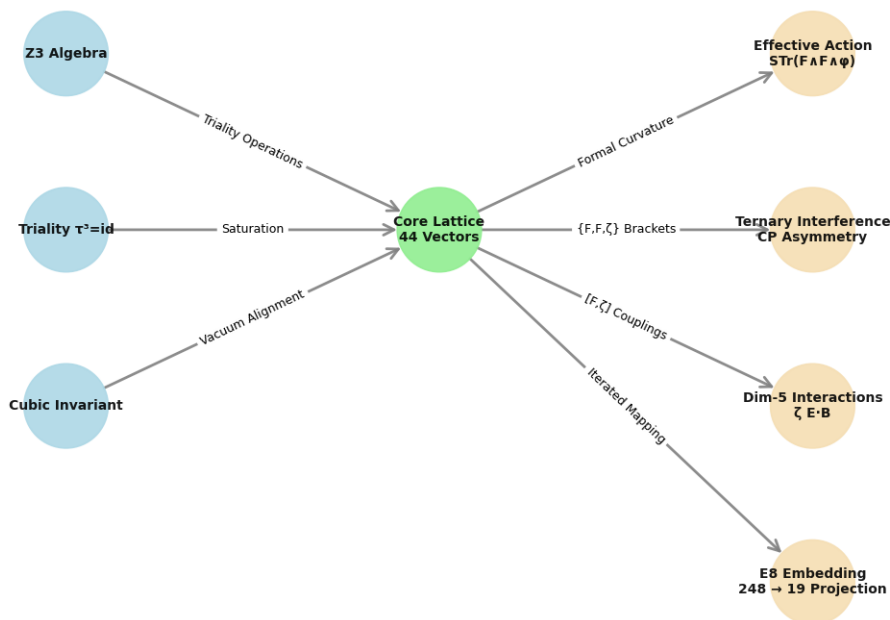 Z3 Algebra
Triality Operations
Triality τ³=id
Saturation
Cubic Invariant
Vacuum Alignment
Core Lattice
44 Vectors
Formal Curvature
Effective Action
STr(F∧F∧φ)
{F,F,ζ} Brackets
Ternary Interference
CP Asymmetry
[F,ζ] Couplings
Dim-5 Interactions
ζ E·B
Iterated Mapping
E8 Embedding
248 → 19 Projection